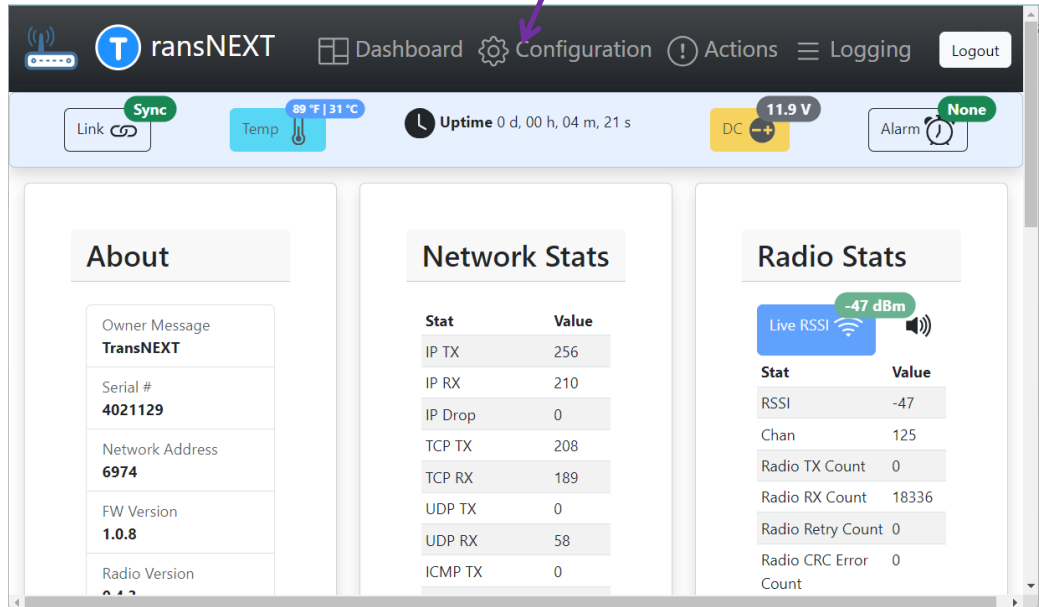 TransNEXT Dashboard Configuration Actions Logging Logout
Link Sync Temp 89 °F | 31 °C Uptime 0 d, 00 h, 04 m, 21 s DC 11.9 V Alarm None
About
Owner Message
TransNEXT
Serial #
4021129
Network Address
6974
FW Version
1.0.8
Radio Version
0.4.3
Network Stats
Stat Value
IP TX 256
IP RX 210
IP Drop 0
TCP TX 208
TCP RX 189
UDP TX 0
UDP RX 58
ICMP TX 0
Radio Stats
Live RSSI -47 dBm
Stat Value
RSSI -47
Chan 125
Radio TX Count 0
Radio RX Count 18336
Radio Retry Count 0
Radio CRC Error 0
Count